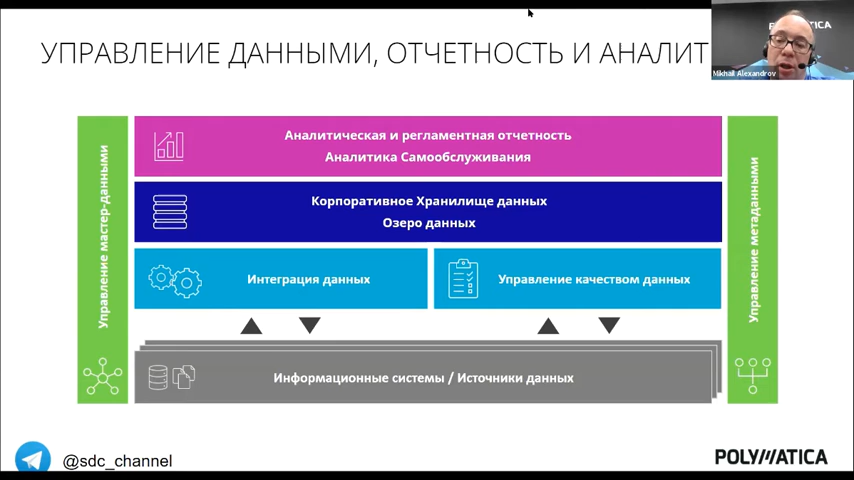 УПРАВЛЕНИЕ ДАННЫМИ, ОТЧЕТНОСТЬ И АНАЛИТ
Mikhail Alexandrov
Аналитическая и регламентная отчетность
Аналитика Самообслуживания
Управление мастер-данными
Корпоративное Хранилище данных
Озеро данных
Управление метаданными
Интеграция данных
Управление качеством данных
Информационные системы / Источники данных
@sdc_channel
POLYMATICA